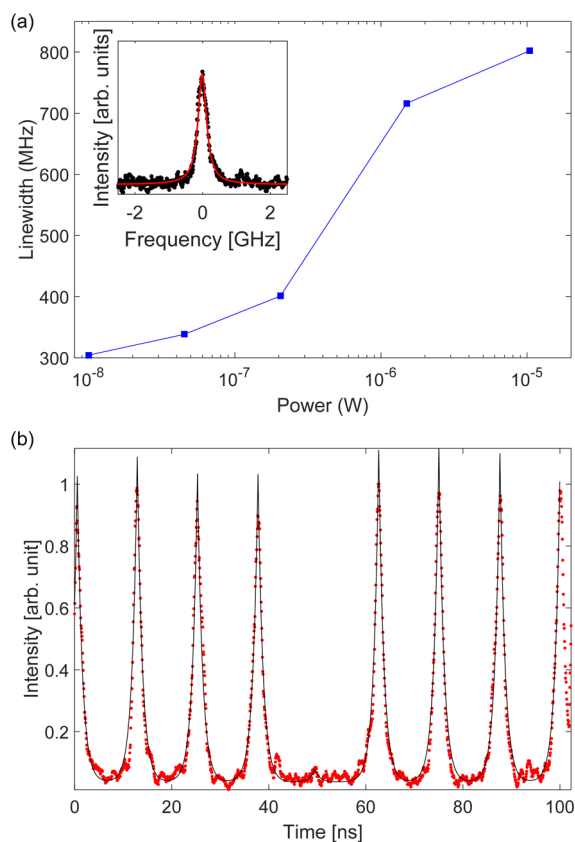 (a)
800
700
600
500
400
300
Linewidth (MHz)
Intensity [arb. units]
-2 0 2
Frequency [GHz]
10-8 10-7 10-6 10-5
Power (W)
(b)
1
0.8
0.6
0.4
0.2
Intensity [arb. unit]
0 20 40 60 80 100
Time [ns]